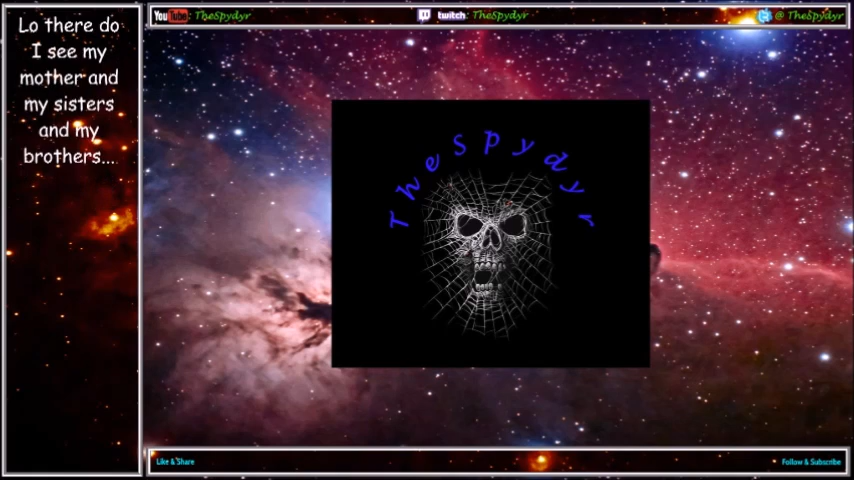 Lo there do
I see my
mother and
my sisters
and my
brothers...
YouTube: TheSpydyr
twitch: TheSpydyr
@ TheSpydyr
TheSpydyr
Like & Share
Follow & Subscribe